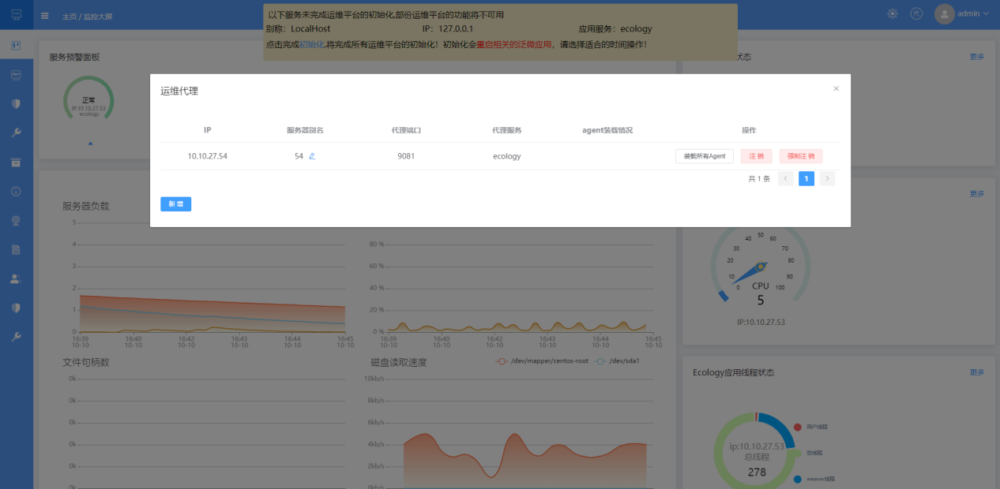 主页 / 监控大屏
以下服务未完成运维平台的初始化,部份运维平台的功能将不可用
别称：LocalHost IP：127.0.0.1 应用服务：ecology
点击完成初始化.将完成所有运维平台的初始化！初始化会重启相关的泛微应用，请选择适合的时间操作!
代 admin
服务预警面板
正常
IP:10.10.27.53
ecology
状态 更多
运维代理
IP 服务器别名 代理端口 代理服务 agent装载情况 操作
10.10.27.54 54 9081 ecology 装载所有Agent 注 销 强制注 销
共 1 条 < 1 >
新 增
服务器负载
5
4
3
2
1
0
16:39 16:40 16:42 16:43 16:44 16:45
10-10 10-10 10-10 10-10 10-10 10-10
80 %
60 %
40 %
20 %
0 %
16:39 16:40 16:42 16:43 16:44 16:45
10-10 10-10 10-10 10-10 10-10 10-10
更多
0 10 20 30 40 50 60 70 80 90 100
CPU
5
IP:10.10.27.53
文件句柄数
0k
0k
0k
0k
0k
0k
磁盘读取速度
/dev/mapper/centos-root /dev/sda1
10kb/s
8kb/s
6kb/s
4kb/s
2kb/s
0kb/s
Ecology应用线程状态 更多
ip:10.10.27.53
总线程
278
用户线程
空线程
weaver线程